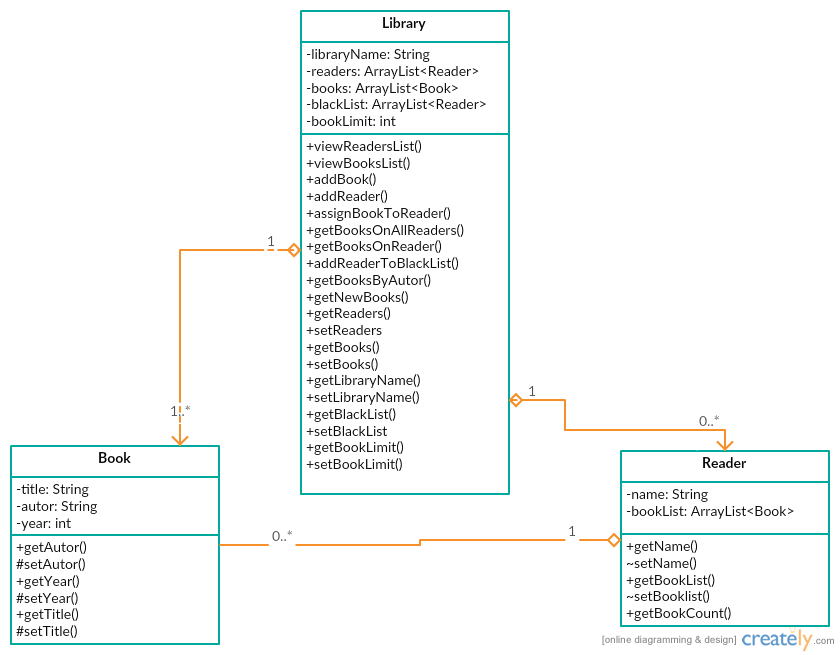 Library
-libraryName: String
-readers: ArrayList<Reader>
-books: ArrayList<Book>
-blackList: ArrayList<Reader>
-bookLimit: int
+viewReadersList()
+viewBooksList()
+addBook()
+addReader()
+assignBookToReader()
+getBooksOnAllReaders()
+getBooksOnReader()
+addReaderToBlackList()
+getBooksByAutor()
+getNewBooks()
+getReaders()
+setReaders
+getBooks()
+setBooks()
+getLibraryName()
+setLibraryName()
+getBlackList()
+setBlackList
+getBookLimit()
+setBookLimit()
1
1..*
1
0..*
Book
-title: String
-autor: String
-year: int
+getAutor()
#setAutor()
+getYear()
#setYear()
+getTitle()
#setTitle()
0..*
1
Reader
-name: String
-bookList: ArrayList<Book>
+getName()
~setName()
+getBookList()
~setBooklist()
+getBookCount()
[online diagramming & design] creately.com